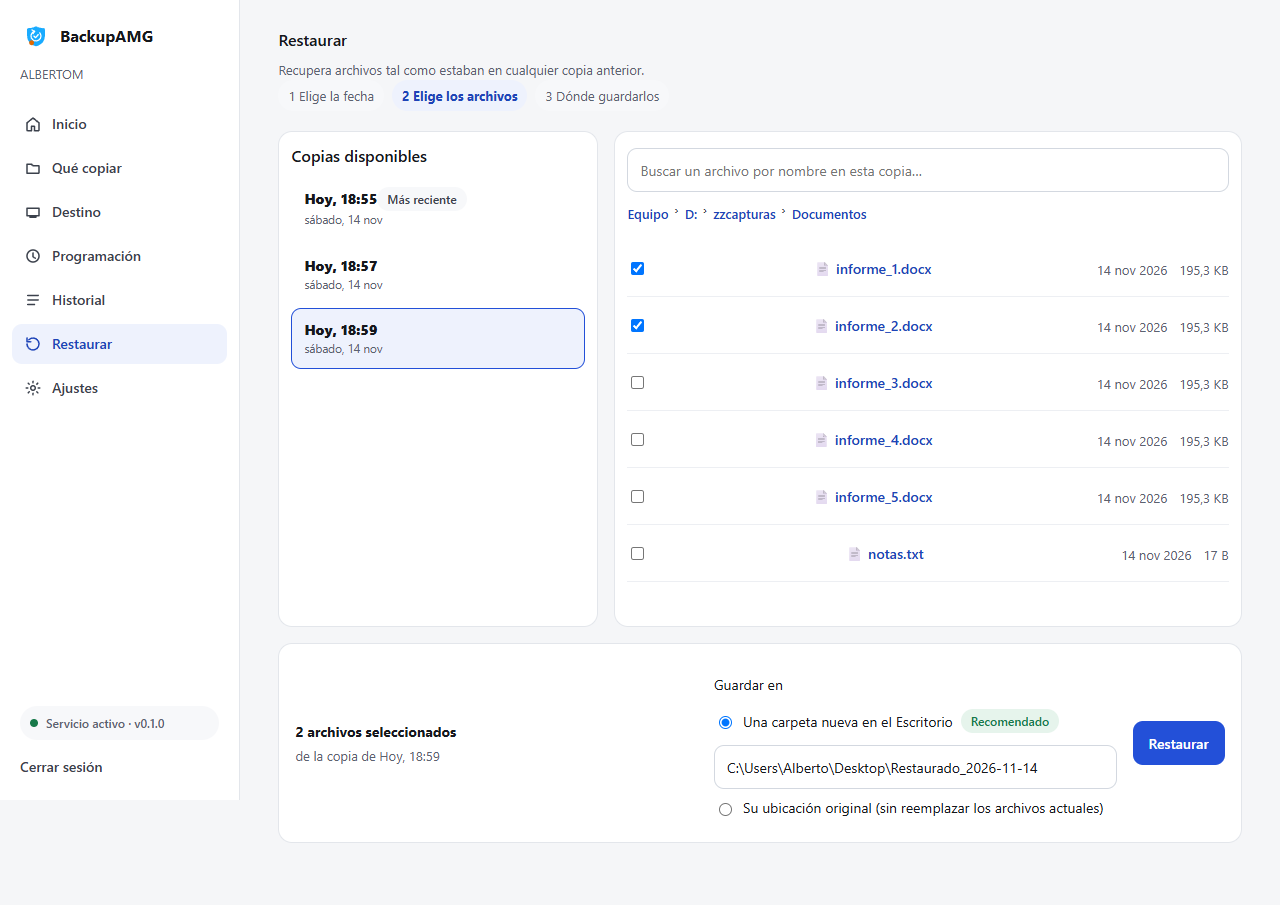 BackupAMG
ALBERTOM
Inicio
Qué copiar
Destino
Programación
Historial
Restaurar
Ajustes
Servicio activo · v0.1.0
Cerrar sesión
Restaurar
Recupera archivos tal como estaban en cualquier copia anterior.
1 Elige la fecha 2 Elige los archivos 3 Dónde guardarlos
Copias disponibles
Hoy, 18:55 Más reciente
sábado, 14 nov
Hoy, 18:57
sábado, 14 nov
Hoy, 18:59
sábado, 14 nov
Buscar un archivo por nombre en esta copia...
Equipo › D: › zzcapturas › Documentos
informe_1.docx 14 nov 2026 195,3 KB
informe_2.docx 14 nov 2026 195,3 KB
informe_3.docx 14 nov 2026 195,3 KB
informe_4.docx 14 nov 2026 195,3 KB
informe_5.docx 14 nov 2026 195,3 KB
notas.txt 14 nov 2026 17 B
2 archivos seleccionados
de la copia de Hoy, 18:59
Guardar en
Una carpeta nueva en el Escritorio Recomendado
C:\Users\Alberto\Desktop\Restaurado_2026-11-14
Su ubicación original (sin reemplazar los archivos actuales)
Restaurar